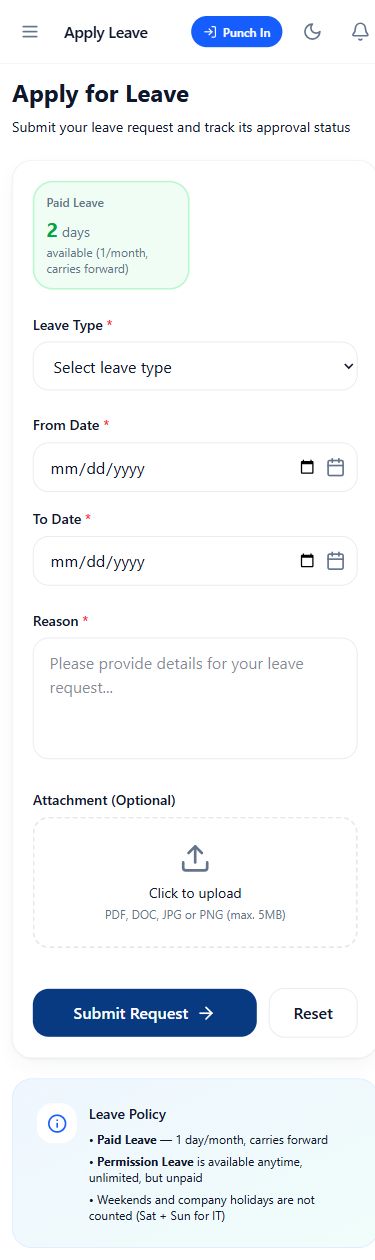 Apply Leave
Punch In
Apply for Leave
Submit your leave request and track its approval status
Paid Leave
2 days
available (1/month,
carries forward)
Leave Type *
Select leave type
From Date *
mm/dd/yyyy
To Date *
mm/dd/yyyy
Reason *
Please provide details for your leave
request...
Attachment (Optional)
Click to upload
PDF, DOC, JPG or PNG (max. 5MB)
Submit Request →
Reset
Leave Policy
• Paid Leave — 1 day/month, carries forward
• Permission Leave is available anytime,
unlimited, but unpaid
• Weekends and company holidays are not
counted (Sat + Sun for IT)